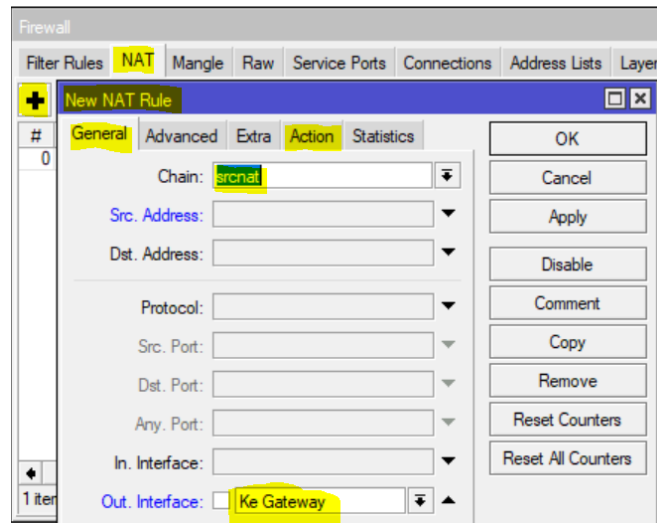 Firewall
Filter Rules NAT Mangle Raw Service Ports Connections Address Lists Layer
New NAT Rule
# General Advanced Extra Action Statistics OK
0 Chain: srcnat Cancel
Src. Address: Apply
Dst. Address: Disable
Protocol: Comment
Src. Port: Copy
Dst. Port: Remove
Any. Port: Reset Counters
In. Interface: Reset All Counters
1 iter Out. Interface: Ke Gateway